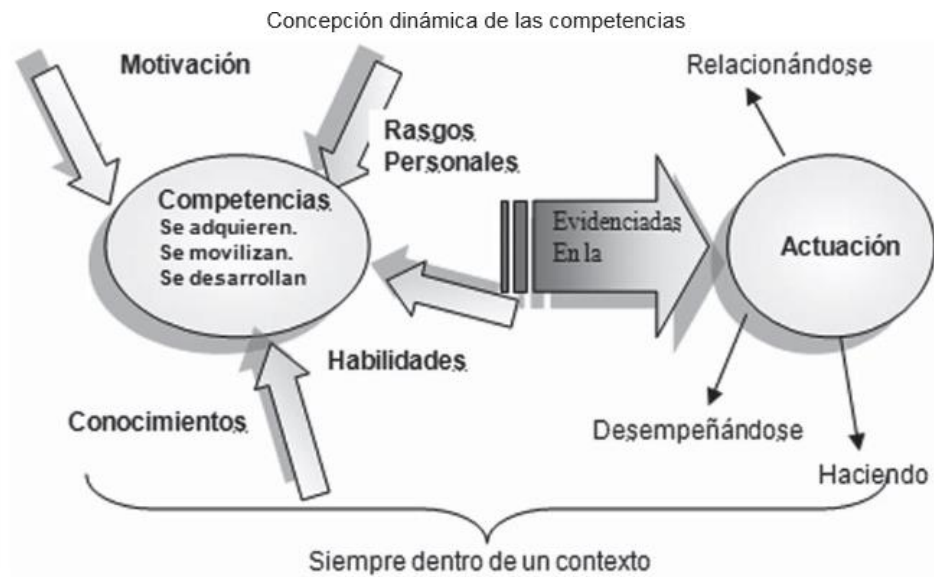 Concepción dinámica de las competencias
Motivación
Relacionándose
Rasgos
Personales
Competencias
Se adquieren.
Se movilizan.
Se desarrollan
Evidenciadas
En la
Actuación
Habilidades
Conocimientos
Desempeñándose
Haciendo
Siempre dentro de un contexto